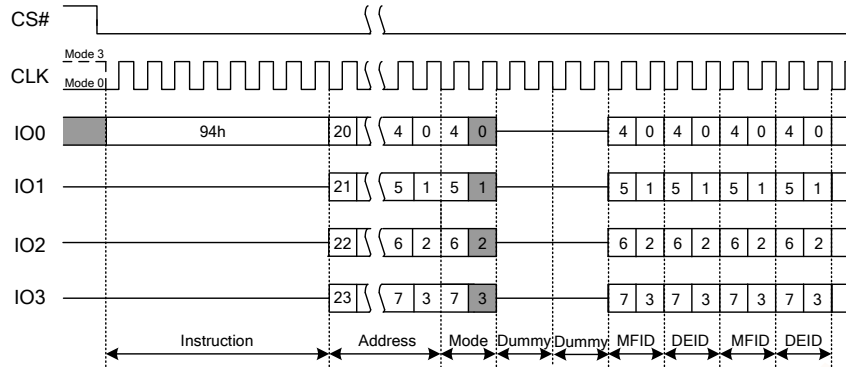 CS#
Mode 3
CLK
Mode 0
IO0 94h 20 4 0 4 0 4 0 4 0 4 0 4 0
IO1 21 5 1 5 1 5 1 5 1 5 1 5 1
IO2 22 6 2 6 2 6 2 6 2 6 2 6 2
IO3 23 7 3 7 3 7 3 7 3 7 3 7 3
Instruction Address Mode Dummy Dummy MFID DEID MFID DEID